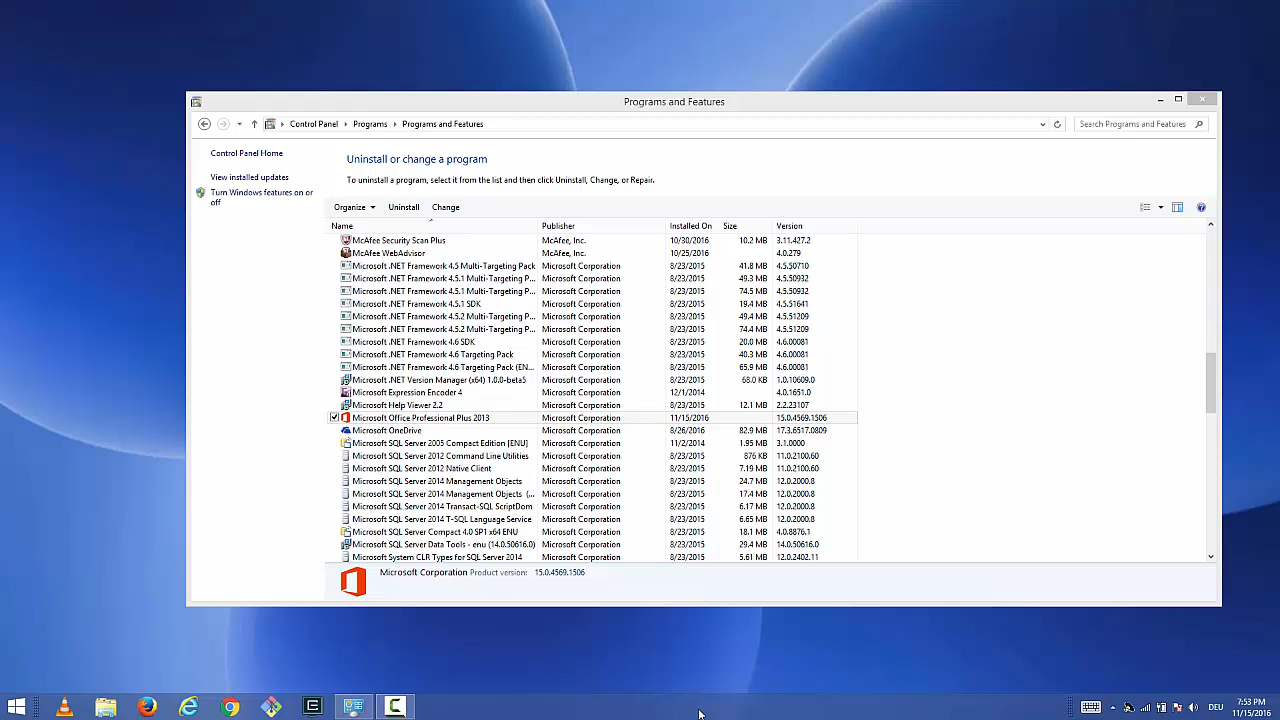 Programs and Features
Control Panel Programs Programs and Features Search Programs and Features
Control Panel Home
View installed updates
Turn Windows features on or off
Uninstall or change a program
To uninstall a program, select it from the list and then click Uninstall, Change, or Repair.
Organize Uninstall Change
Name Publisher Installed On Size Version
McAfee Security Scan Plus McAfee, Inc. 10/30/2016 10.2 MB 3.11.427.2
McAfee WebAdvisor McAfee, Inc. 10/25/2016 4.0.279
Microsoft .NET Framework 4.5 Multi-Targeting Pack Microsoft Corporation 8/23/2015 41.8 MB 4.5.50710
Microsoft .NET Framework 4.5.1 Multi-Targeting P... Microsoft Corporation 8/23/2015 49.3 MB 4.5.50932
Microsoft .NET Framework 4.5.1 Multi-Targeting P... Microsoft Corporation 8/23/2015 74.5 MB 4.5.50932
Microsoft .NET Framework 4.5.1 SDK Microsoft Corporation 8/23/2015 19.4 MB 4.5.51641
Microsoft .NET Framework 4.5.2 Multi-Targeting P... Microsoft Corporation 8/23/2015 49.4 MB 4.5.51209
Microsoft .NET Framework 4.5.2 Multi-Targeting P... Microsoft Corporation 8/23/2015 74.4 MB 4.5.51209
Microsoft .NET Framework 4.6 SDK Microsoft Corporation 8/23/2015 20.0 MB 4.6.00081
Microsoft .NET Framework 4.6 Targeting Pack Microsoft Corporation 8/23/2015 40.3 MB 4.6.00081
Microsoft .NET Framework 4.6 Targeting Pack (EN... Microsoft Corporation 8/23/2015 65.9 MB 4.6.00081
Microsoft .NET Version Manager (x64) 1.0.0-beta5 Microsoft Corporation 8/23/2015 68.0 KB 1.0.10609.0
Microsoft Expression Encoder 4 Microsoft Corporation 12/1/2014 4.0.1651.0
Microsoft Help Viewer 2.2 Microsoft Corporation 8/23/2015 12.1 MB 2.2.23107
Microsoft Office Professional Plus 2013 Microsoft Corporation 11/15/2016 15.0.4569.1506
Microsoft OneDrive Microsoft Corporation 8/26/2016 82.9 MB 17.3.6517.0809
Microsoft SQL Server 2005 Compact Edition [ENU] Microsoft Corporation 11/2/2014 1.95 MB 3.1.0000
Microsoft SQL Server 2012 Command Line Utilities Microsoft Corporation 8/23/2015 876 KB 11.0.2100.60
Microsoft SQL Server 2012 Native Client Microsoft Corporation 8/23/2015 7.19 MB 11.0.2100.60
Microsoft SQL Server 2014 Management Objects Microsoft Corporation 8/23/2015 24.7 MB 12.0.2000.8
Microsoft SQL Server 2014 Management Objects (... Microsoft Corporation 8/23/2015 17.4 MB 12.0.2000.8
Microsoft SQL Server 2014 Transact-SQL ScriptDom Microsoft Corporation 8/23/2015 6.17 MB 12.0.2000.8
Microsoft SQL Server 2014 T-SQL Language Service Microsoft Corporation 8/23/2015 6.65 MB 12.0.2000.8
Microsoft SQL Server Compact 4.0 SP1 x64 ENU Microsoft Corporation 8/23/2015 18.1 MB 4.0.8876.1
Microsoft SQL Server Data Tools - enu (14.0.50616.0) Microsoft Corporation 8/23/2015 29.4 MB 14.0.50616.0
Microsoft System CLR Types for SQL Server 2014 Microsoft Corporation 8/23/2015 5.61 MB 12.0.2402.11
Microsoft Corporation Product version: 15.0.4569.1506
DEU 7:53 PM
11/15/2016